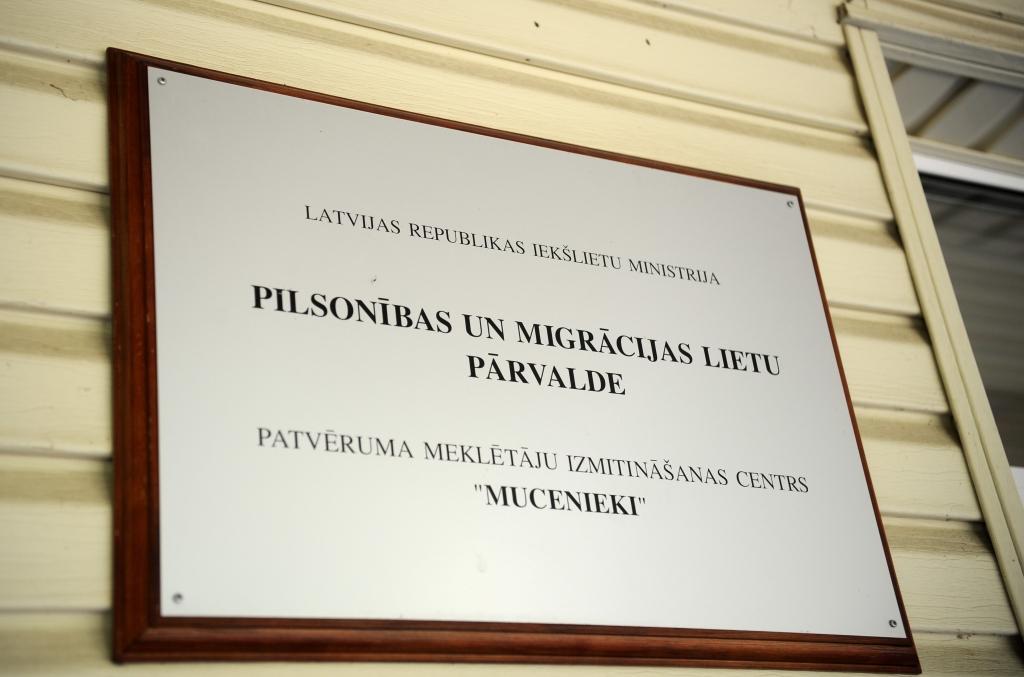 LATVIJAS REPUBLIKAS IEKŠLIETU MINISTRIJA
PILSONĪBAS UN MIGRĀCIJAS LIETU
PĀRVALDE
PATVĒRUMA MEKLĒTĀJU IZMITINĀŠANAS CENTRS
"MUCENIEKI"